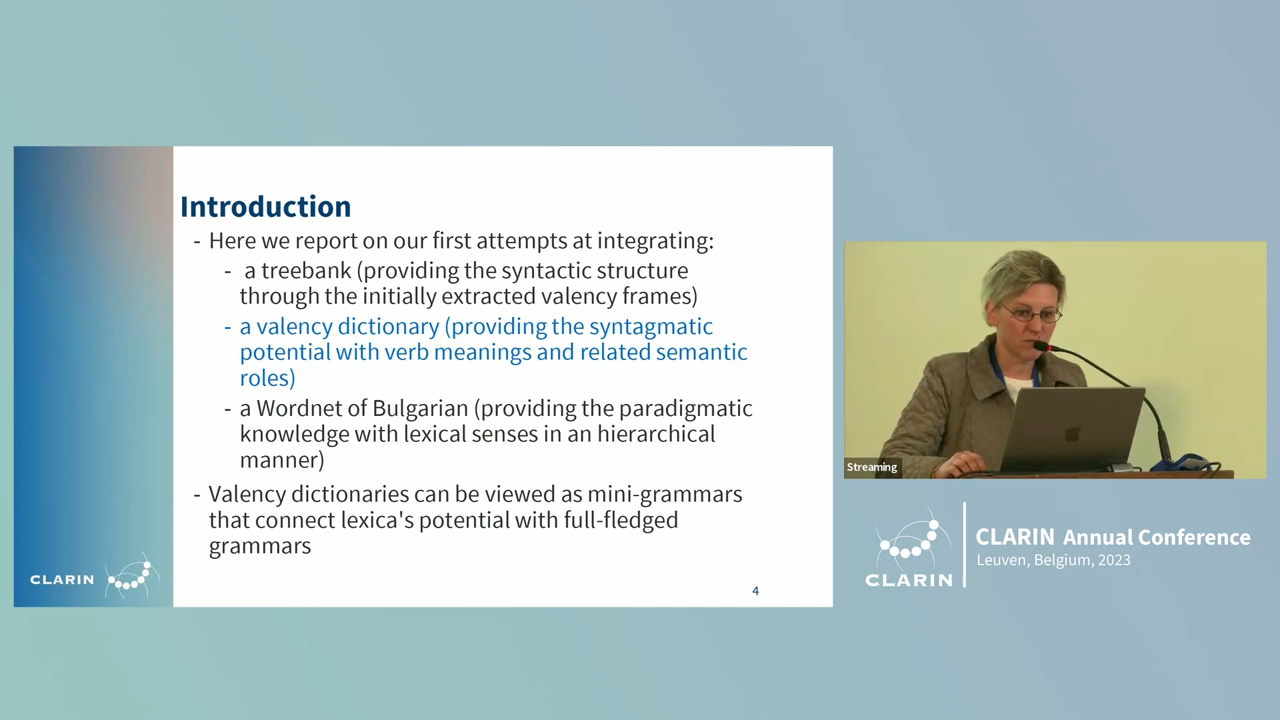 Introduction
- Here we report on our first attempts at integrating:
- a treebank (providing the syntactic structure
through the initially extracted valency frames)
- a valency dictionary (providing the syntagmatic
potential with verb meanings and related semantic
roles)
- a Wordnet of Bulgarian (providing the paradigmatic
knowledge with lexical senses in an hierarchical
manner)
- Valency dictionaries can be viewed as mini-grammars
that connect lexica's potential with full-fledged
grammars
CLARIN
4
Streaming
CLARIN
CLARIN Annual Conference
Leuven, Belgium, 2023